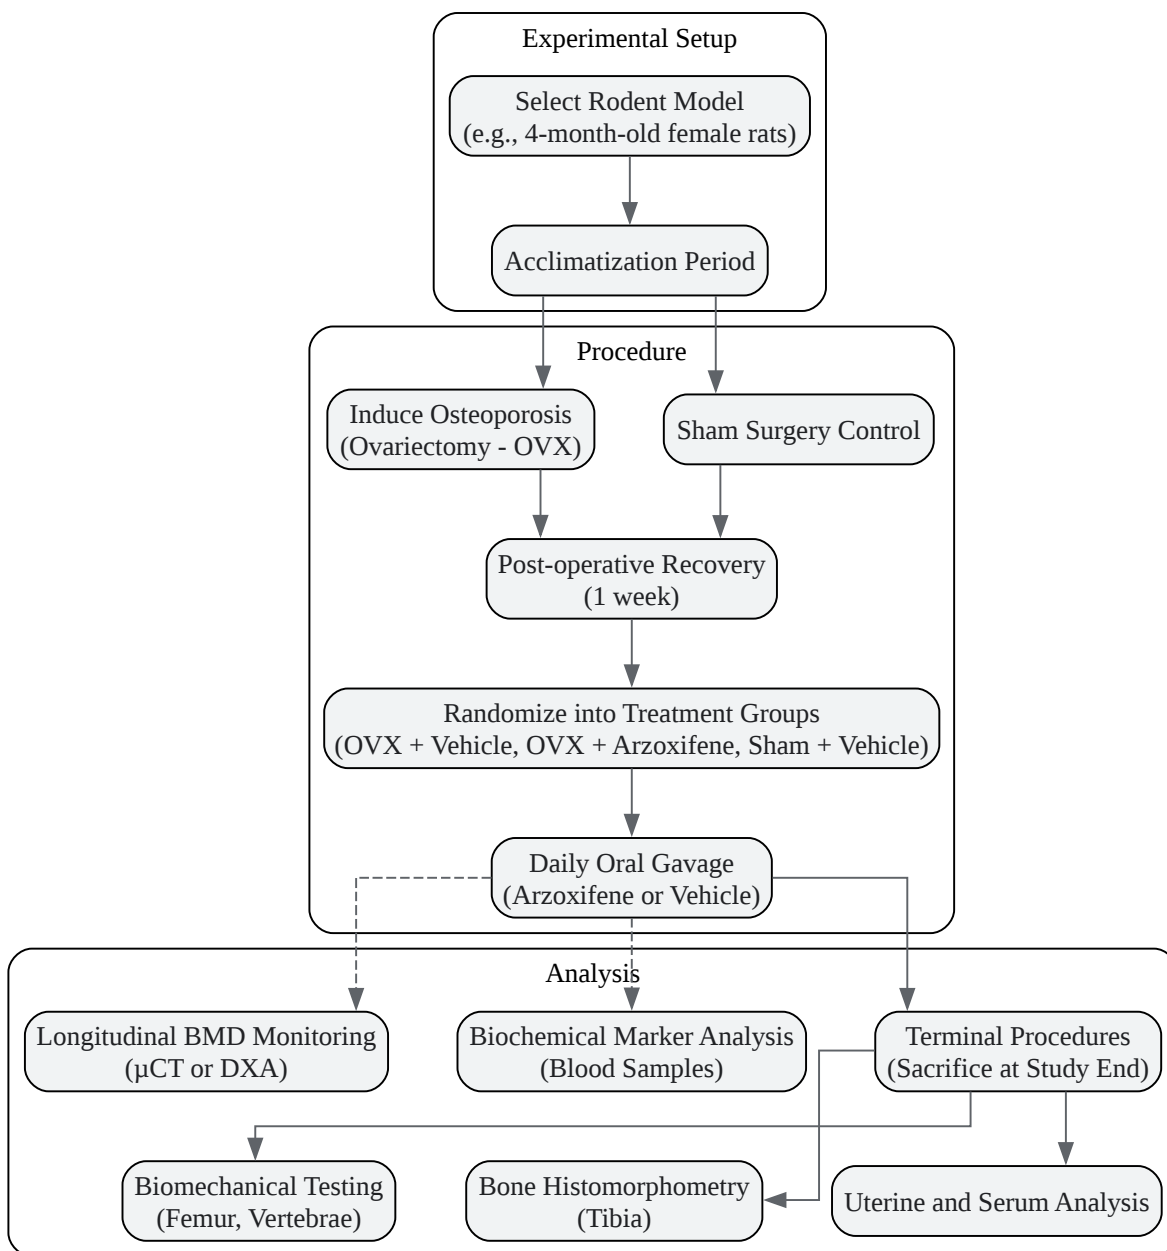 Experimental Setup
Select Rodent Model
(e.g., 4-month-old female rats)
Acclimatization Period
Procedure
Induce Osteoporosis
(Ovariectomy - OVX)
Sham Surgery Control
Post-operative Recovery
(1 week)
Randomize into Treatment Groups
(OVX + Vehicle, OVX + Arzoxifene, Sham + Vehicle)
Daily Oral Gavage
(Arzoxifene or Vehicle)
Analysis
Longitudinal BMD Monitoring
(µCT or DXA)
Biochemical Marker Analysis
(Blood Samples)
Terminal Procedures
(Sacrifice at Study End)
Biomechanical Testing
(Femur, Vertebrae)
Bone Histomorphometry
(Tibia)
Uterine and Serum Analysis